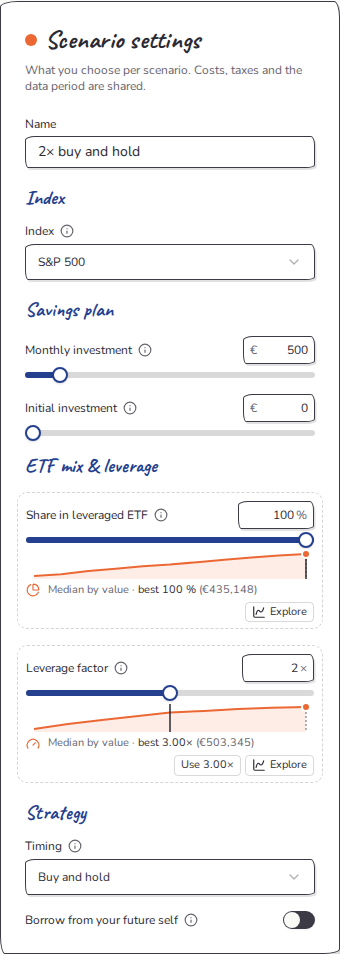 Scenario settings
What you choose per scenario. Costs, taxes and the
data period are shared.
Name
2× buy and hold
Index
Index
S&P 500
Savings plan
Monthly investment € 500
Initial investment € 0
ETF mix & leverage
Share in leveraged ETF 100 %
Median by value · best 100 % (€435,148)
Explore
Leverage factor 2 ×
Median by value · best 3.00× (€503,345)
Use 3.00× Explore
Strategy
Timing
Buy and hold
Borrow from your future self